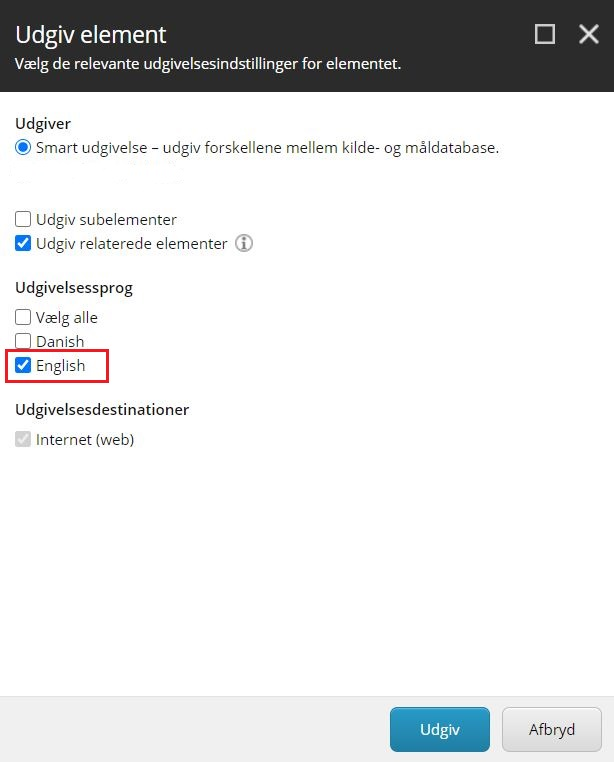 Udgiv element
Vælg de relevante udgivelsesindstillinger for elementet.
Udgiver
Smart udgivelse – udgiv forskellene mellem kilde- og måldatabase.
Udgiv subelementer
Udgiv relaterede elementer
Udgivelsessprog
Vælg alle
Danish
English
Udgivelsesdestinationer
Internet (web)
Udgiv
Afbryd